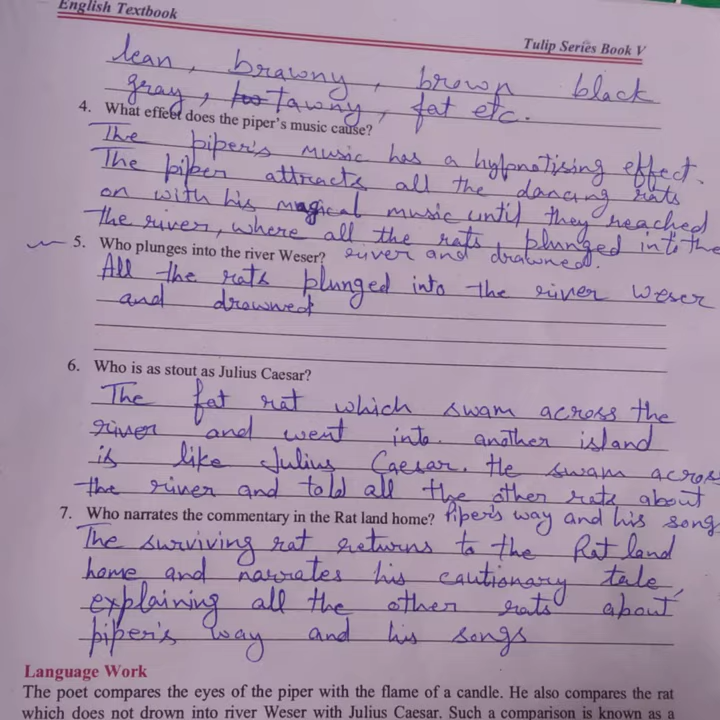 English Textbook
Tulip Series Book V
lean, brawny, brown black
gray, tawny, fat etc.
4. What effect does the piper's music cause?
The piper's music has a hypnotising effect.
The piper attracts all the dancing rats
on with his magical music until they reached
the river, where all the rats plunged into the
river and drawned.
5. Who plunges into the river Weser?
All the rats plunged into the river Weser
and drowned
6. Who is as stout as Julius Caesar?
The fat rat which swam across the
river and went into another island
is like Julius Caesar. He swam across
the river and told all the other rats about
piper's way and his song
7. Who narrates the commentary in the Rat land home?
The surviving rat returns to the Rat land
home and narrates his cautionary tale,
explaining all the other rats about
piper's way and his songs
Language Work
The poet compares the eyes of the piper with the flame of a candle. He also compares the rat
which does not drown into river Weser with Julius Caesar. Such a comparison is known as a